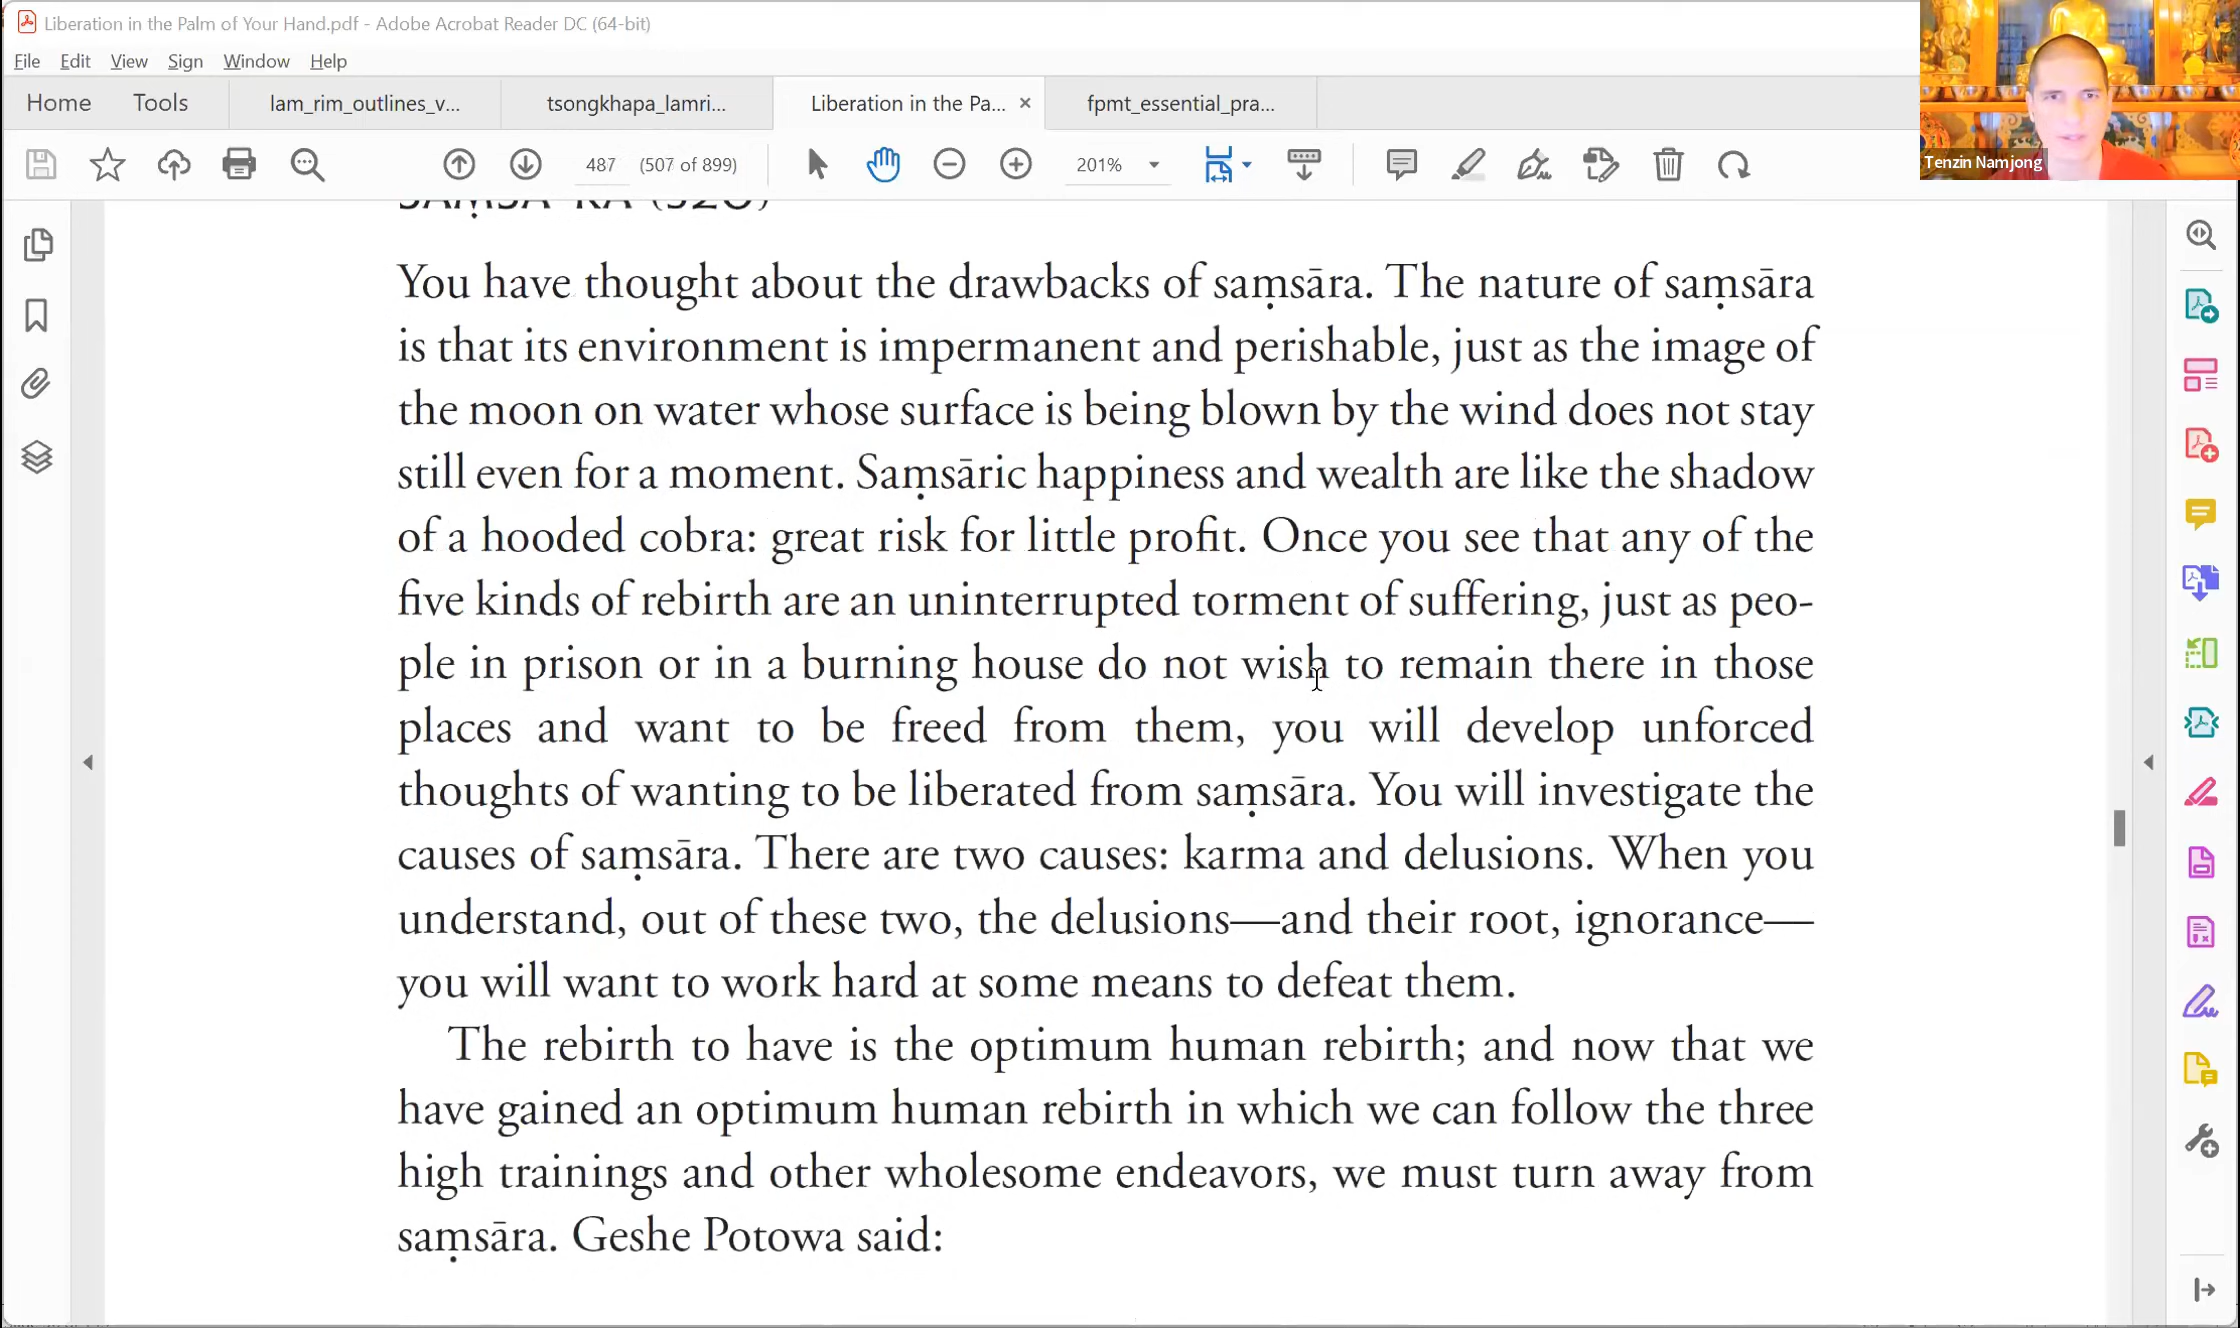 Liberation in the Palm of Your Hand.pdf - Adobe Acrobat Reader DC (64-bit)
File Edit View Sign Window Help
Home Tools lam_rim_outlines_v... tsongkhapa_lamri... Liberation in the Pa... × fpmt_essential_pra...
487 (507 of 899) 201%
Tenzin Namjong
You have thought about the drawbacks of saṃsāra. The nature of saṃsāra
is that its environment is impermanent and perishable, just as the image of
the moon on water whose surface is being blown by the wind does not stay
still even for a moment. Saṃsāric happiness and wealth are like the shadow
of a hooded cobra: great risk for little profit. Once you see that any of the
five kinds of rebirth are an uninterrupted torment of suffering, just as peo-
ple in prison or in a burning house do not wish to remain there in those
places and want to be freed from them, you will develop unforced
thoughts of wanting to be liberated from saṃsāra. You will investigate the
causes of saṃsāra. There are two causes: karma and delusions. When you
understand, out of these two, the delusions—and their root, ignorance—
you will want to work hard at some means to defeat them.
The rebirth to have is the optimum human rebirth; and now that we
have gained an optimum human rebirth in which we can follow the three
high trainings and other wholesome endeavors, we must turn away from
saṃsāra. Geshe Potowa said: